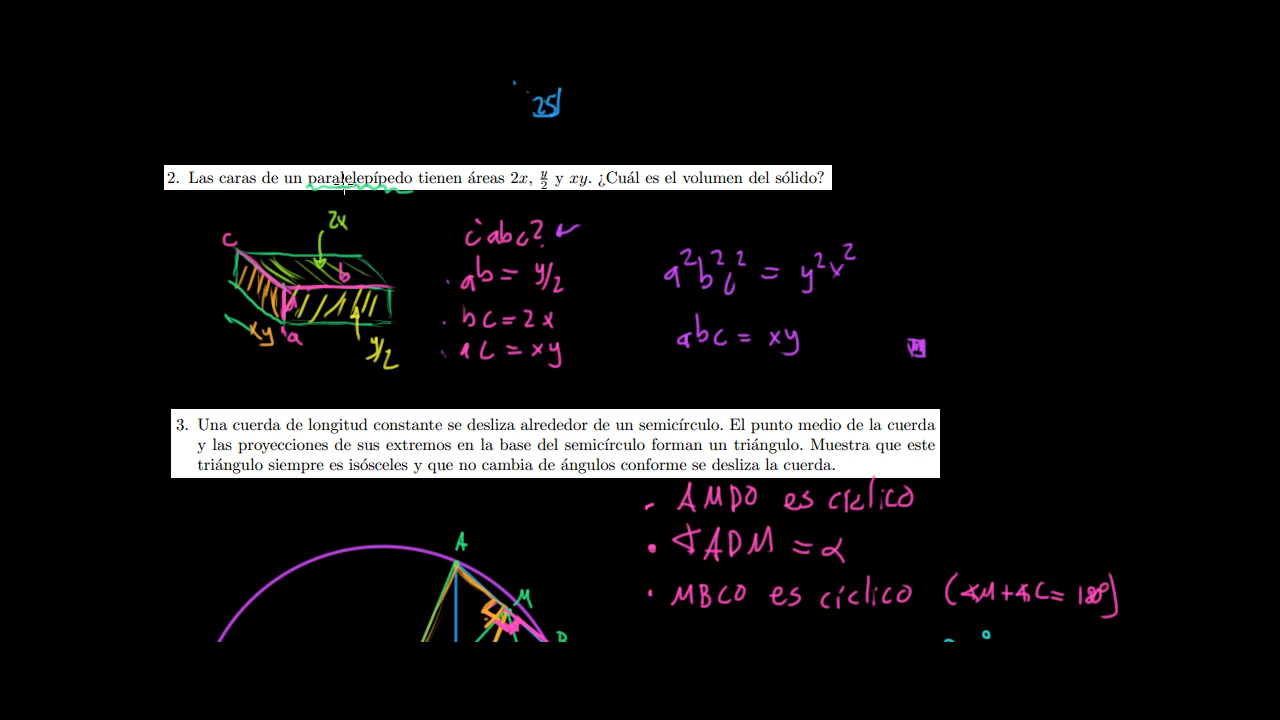 25
2. Las caras de un paralelepípedo tienen áreas 2x, y/2 y xy. ¿Cuál es el volumen del sólido?
2x
c
b
a
xy
y/2
¿abc?
· ab = y/2
· bc = 2x
· ac = xy
a²b²c² = y²x²
abc = xy
3. Una cuerda de longitud constante se desliza alrededor de un semicírculo. El punto medio de la cuerda
y las proyecciones de sus extremos en la base del semicírculo forman un triángulo. Muestra que este
triángulo siempre es isósceles y que no cambia de ángulos conforme se desliza la cuerda.
· AMDO es cíclico
· ∢ADM = α
· MBCO es cíclico (∢M+∢C = 180°)
A
M
B